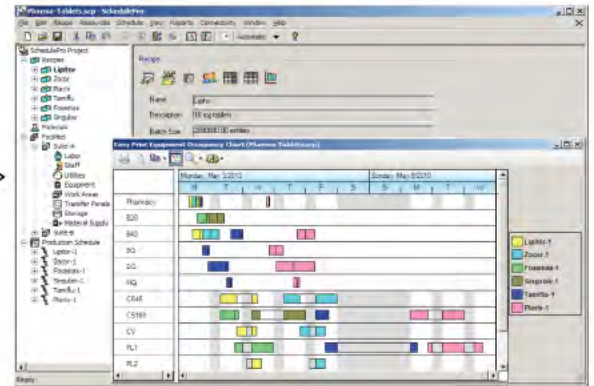 Pharma-Tablets.scp - SchedulePro
File Edit Recipe Resources Schedule View Reports Connectivity Window Help
Automatic
SchedulePro Project
Recipes
Lipitor
Zocor
Plavix
Tamiflu
Fosamax
Singulair
Materials
Facilities
Suite-A
Labor
Staff
Utilities
Equipment
Work Areas
Transfer Panels
Storage
Material Supply
Suite-B
Production Schedule
Lipitor-1
Zocor-1
Fosamax-1
Singulair-1
Tamiflu-1
Plavix-1
Ready
Recipe
Name Lipitor
Description 10 mg tablets
Batch Size
Easy Print Equipment Occupancy Chart (Pharma-Tablets.scp)
Monday May 3/2010 Sunday May 9/2010
M T W T F S S M T W
Pharmacy
B20
B40
DG
MG
CR45
CS165
CV
PL1
PL2
Lipitor-1
Zocor-1
Fosamax-1
Singulair-1
Tamiflu-1
Plavix-1